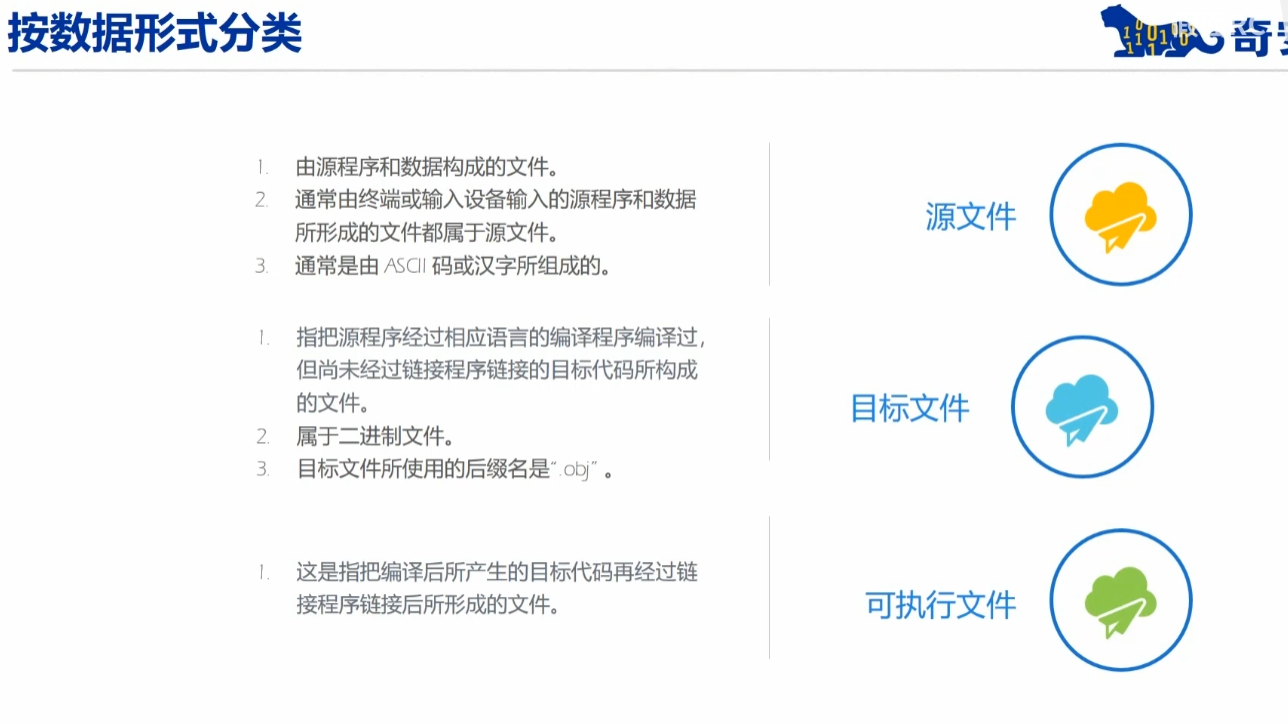 按数据形式分类
1. 由源程序和数据构成的文件。
2. 通常由终端或输入设备输入的源程序和数据
所形成的文件都属于源文件。
3. 通常是由 ASCII 码或汉字所组成的。
源文件
1. 指把源程序经过相应语言的编译程序编译过，
但尚未经过链接程序链接的目标代码所构成
的文件。
2. 属于二进制文件。
3. 目标文件所使用的后缀名是“.obj” 。
目标文件
1. 这是指把编译后所产生的目标代码再经过链
接程序链接后所形成的文件。
可执行文件